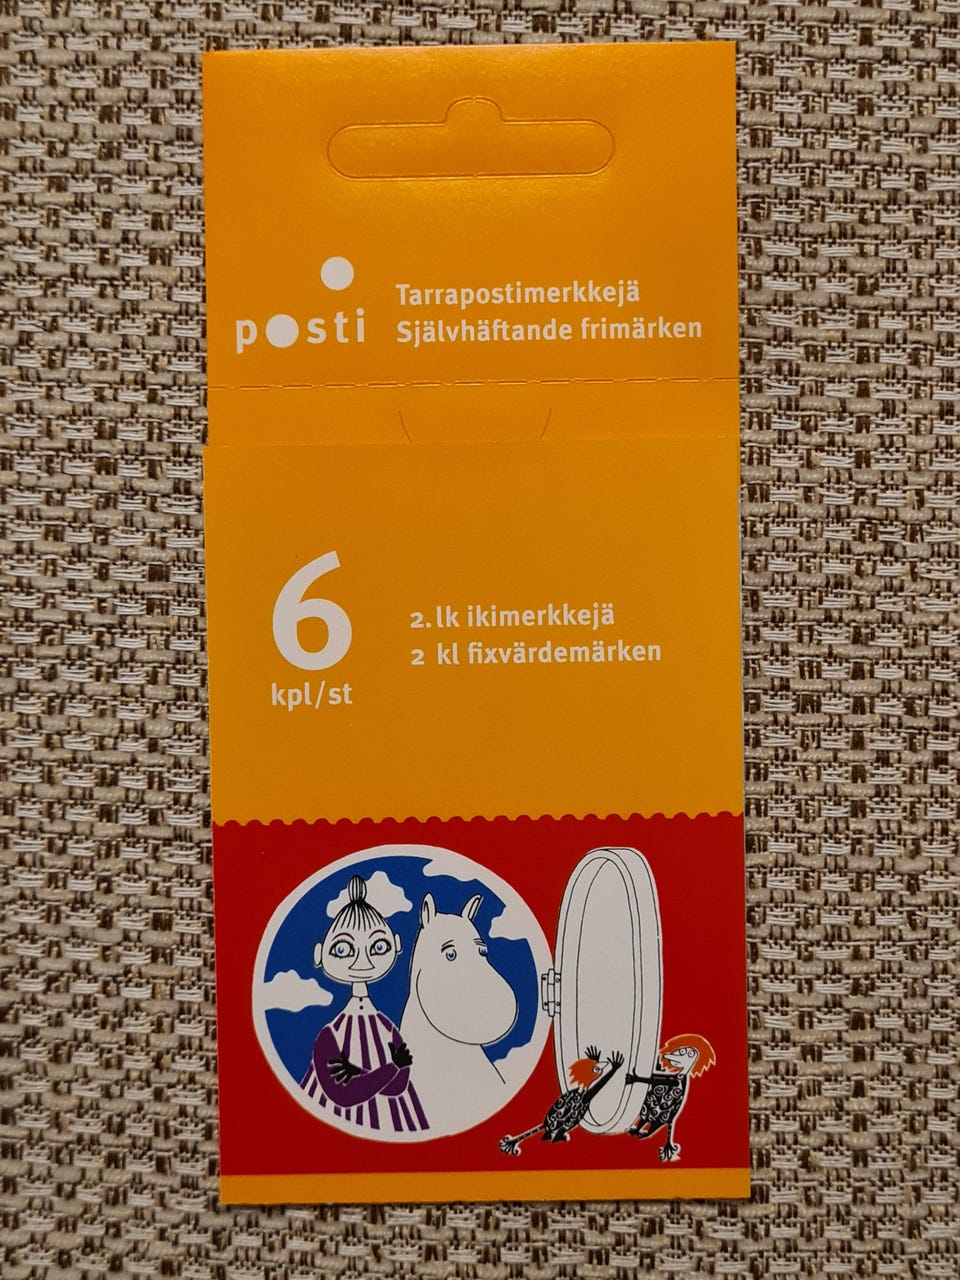 posti
Tarrapostimerkkejä
Självhäftande frimärken
6
kpl/st
2.lk ikimerkkejä
2 kl fixvärdemärken